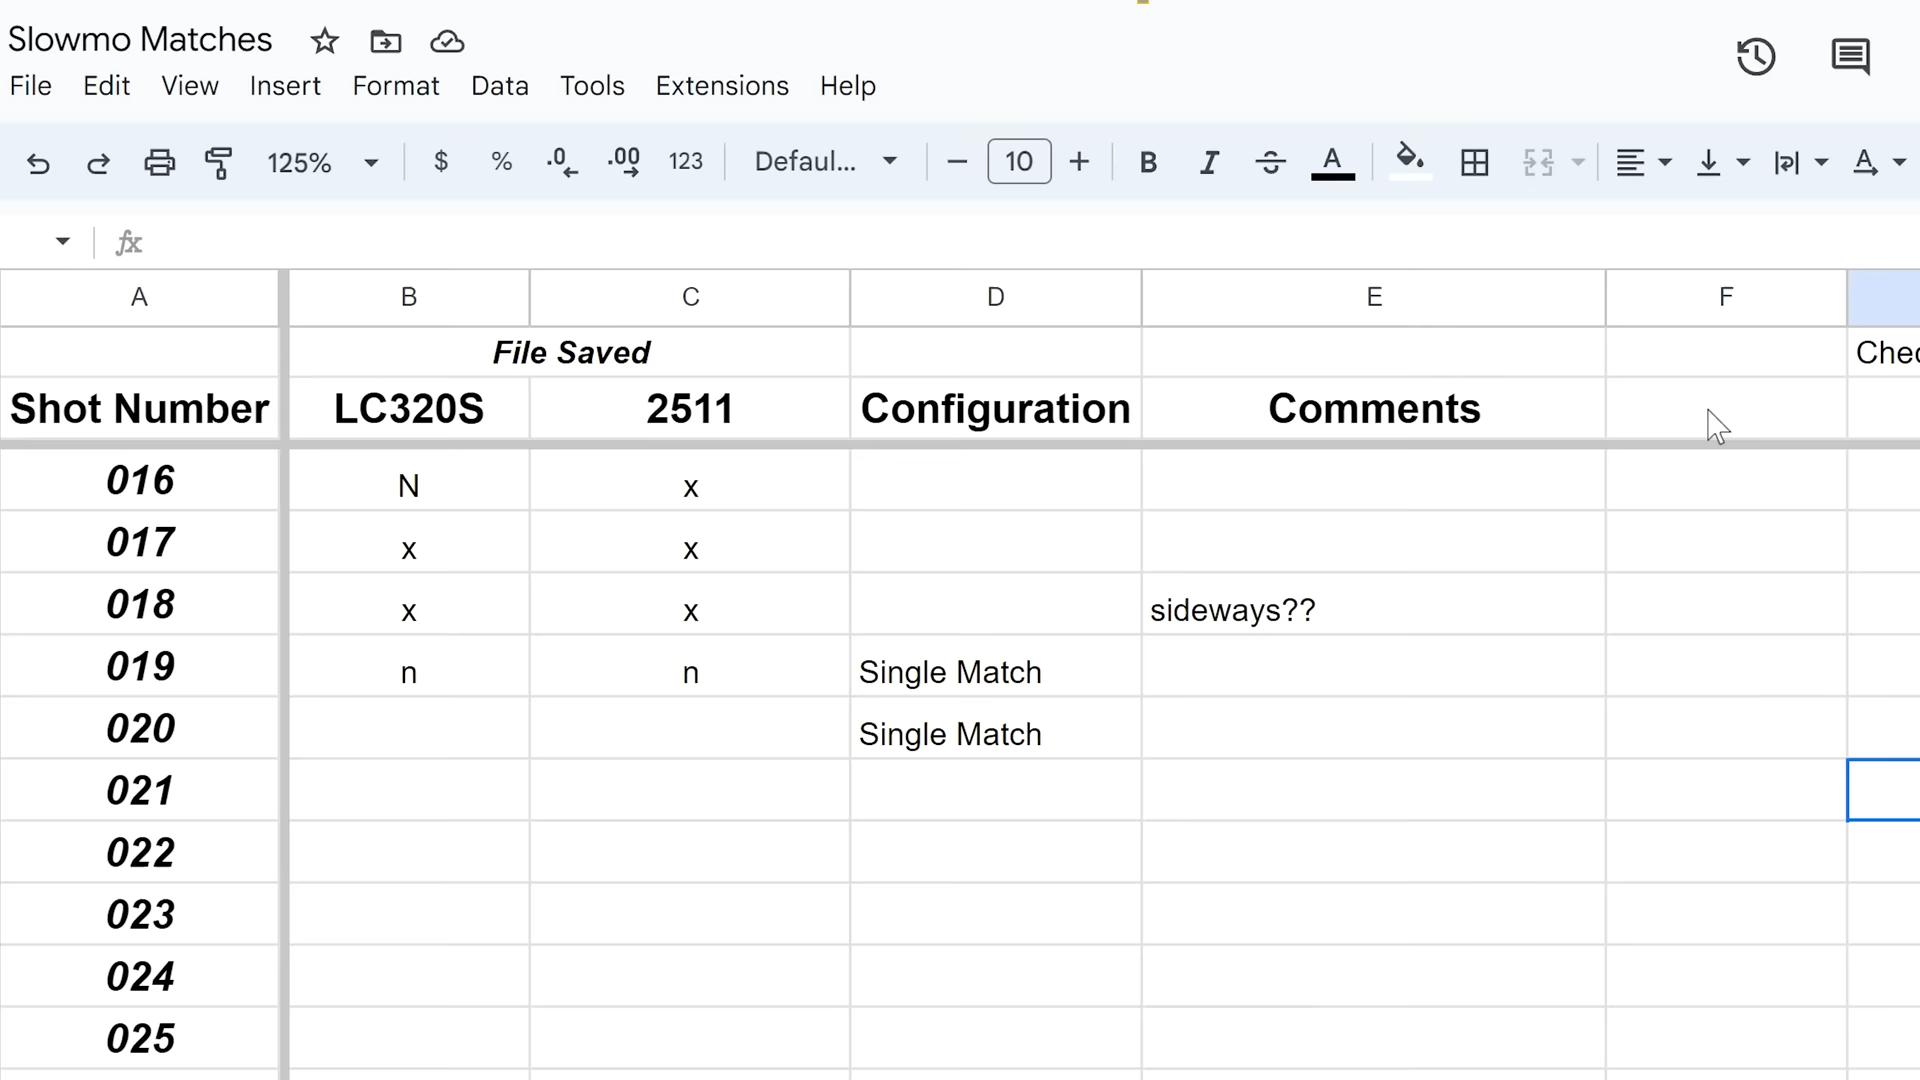 Slowmo Matches
File Edit View Insert Format Data Tools Extensions Help
125% $ % .0 .00 123 Defaul... 10 B I S A A
fx
A B C D E F
File Saved
Shot Number LC320S 2511 Configuration Comments
016 N x
017 x x
018 x x sideways??
019 n n Single Match
020 Single Match
021
022
023
024
025